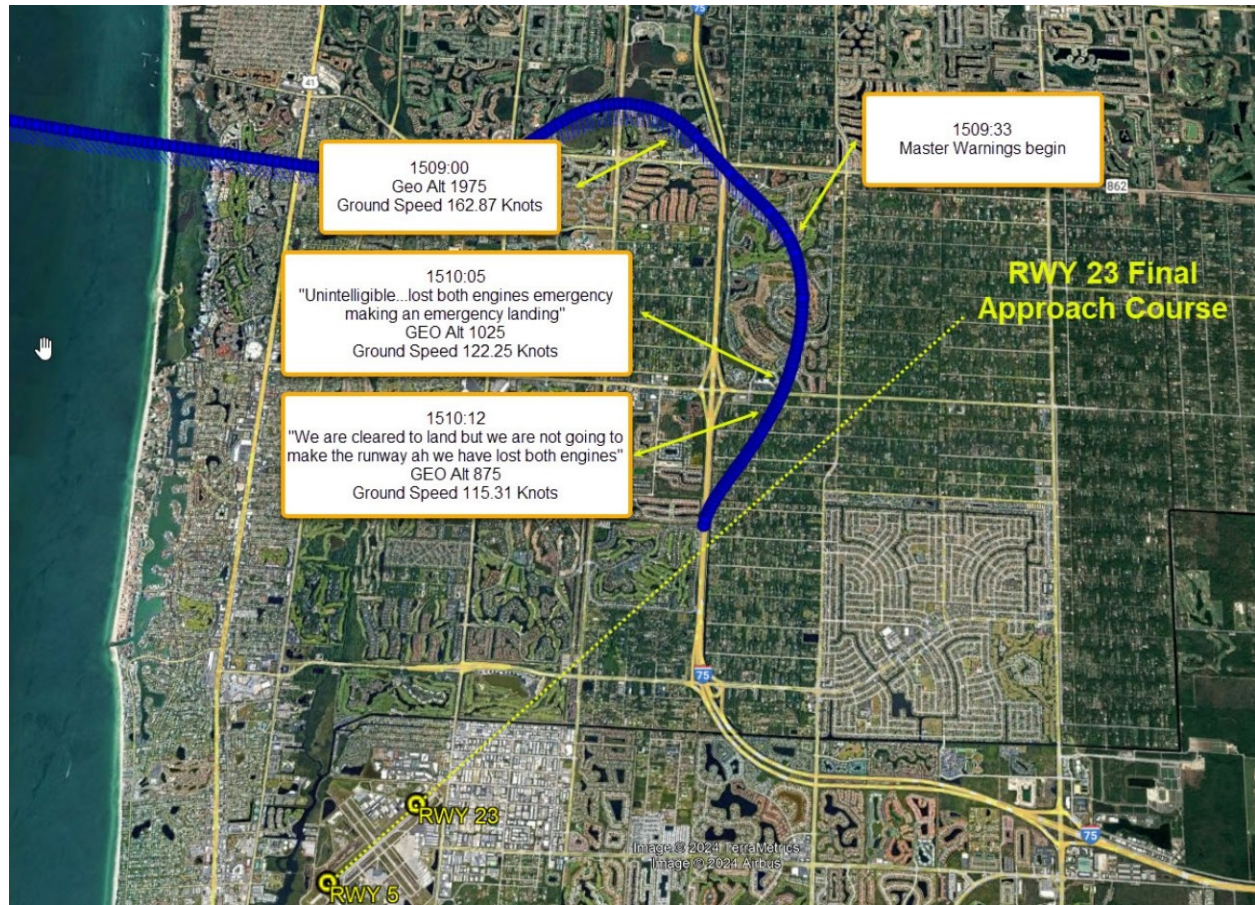 75
41
1509:33
Master Warnings begin
1509:00
Geo Alt 1975
Ground Speed 162.87 Knots
862
1510:05
"Unintelligible...lost both engines emergency
making an emergency landing"
GEO Alt 1025
Ground Speed 122.25 Knots
RWY 23 Final
Approach Course
1510:12
"We are cleared to land but we are not going to
make the runway ah we have lost both engines"
GEO Alt 875
Ground Speed 115.31 Knots
75
RWY 23
75
Image © 2024 TerraMetrics
Image © 2024 Airbus
RWY 5